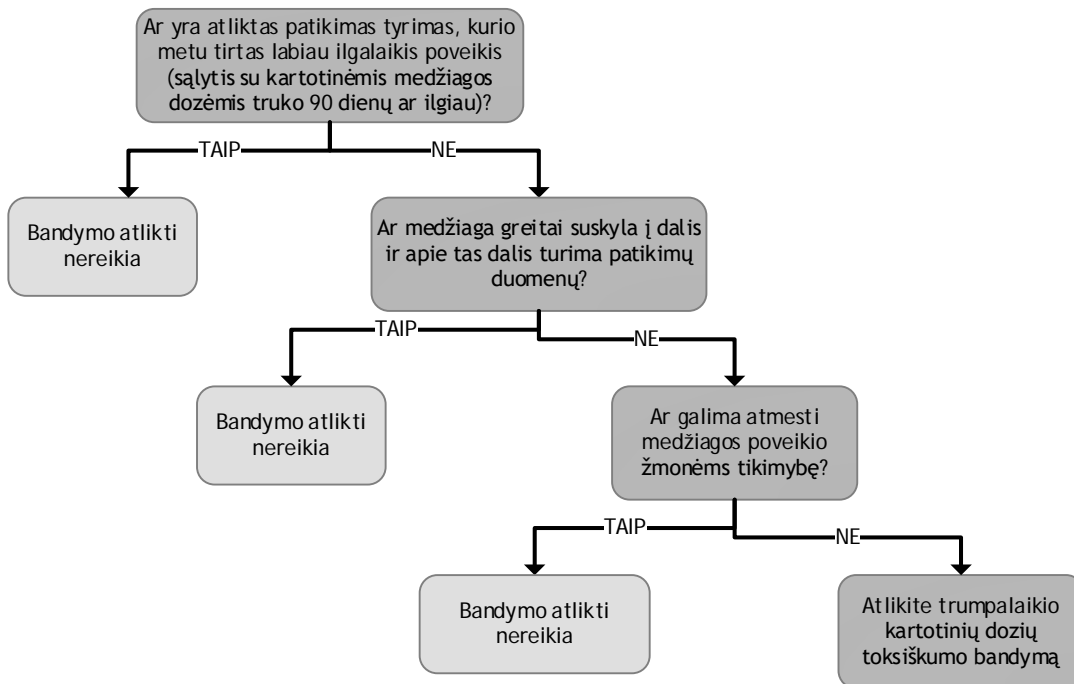 Ar yra atliktas patikimas tyrimas, kurio
metu tirtas labiau ilgalaikis poveikis
(sąlytis su kartotinėmis medžiagos
dozėmis truko 90 dienų ar ilgiau)?
TAIP
NE
Bandymo atlikti
nereikia
Ar medžiaga greitai suskyla į dalis
ir apie tas dalis turima patikimų
duomenų?
TAIP
NE
Bandymo atlikti
nereikia
Ar galima atmesti
medžiagos poveikio
žmonėms tikimybę?
TAIP
NE
Bandymo atlikti
nereikia
Atlikite trumpalaikio
kartotinių dozių
toksiškumo bandymą